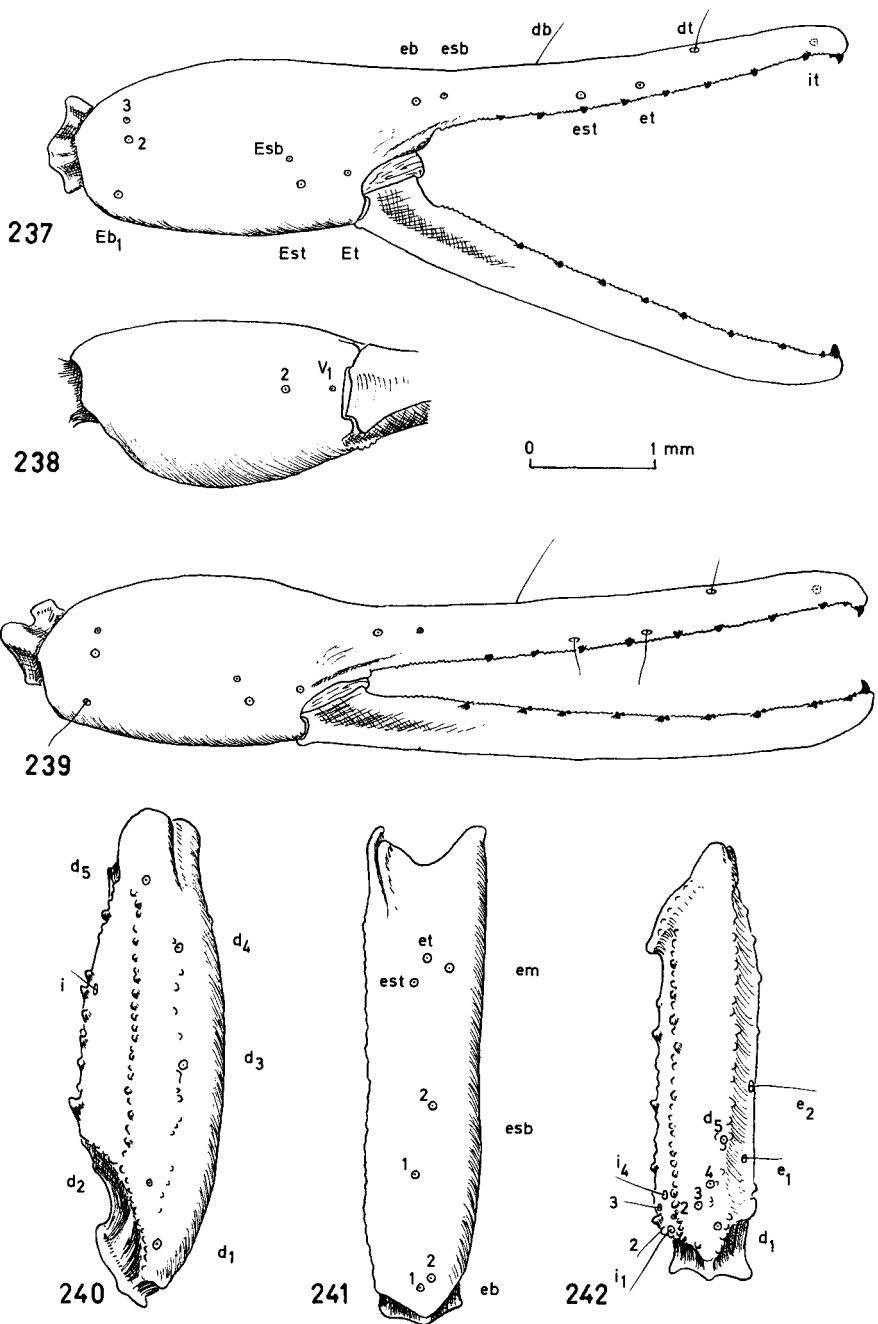 eb esb db dt
it
3
2
est et
Esb
237
Eb1 Est Et
2 V1
238
0 1 mm
239
d5
d4
et em
i est
d3
2 e2
esb d5
d2 1 i4 4 e1
3 2 3
2
d1 2 d1
1 eb i1
240 241 242